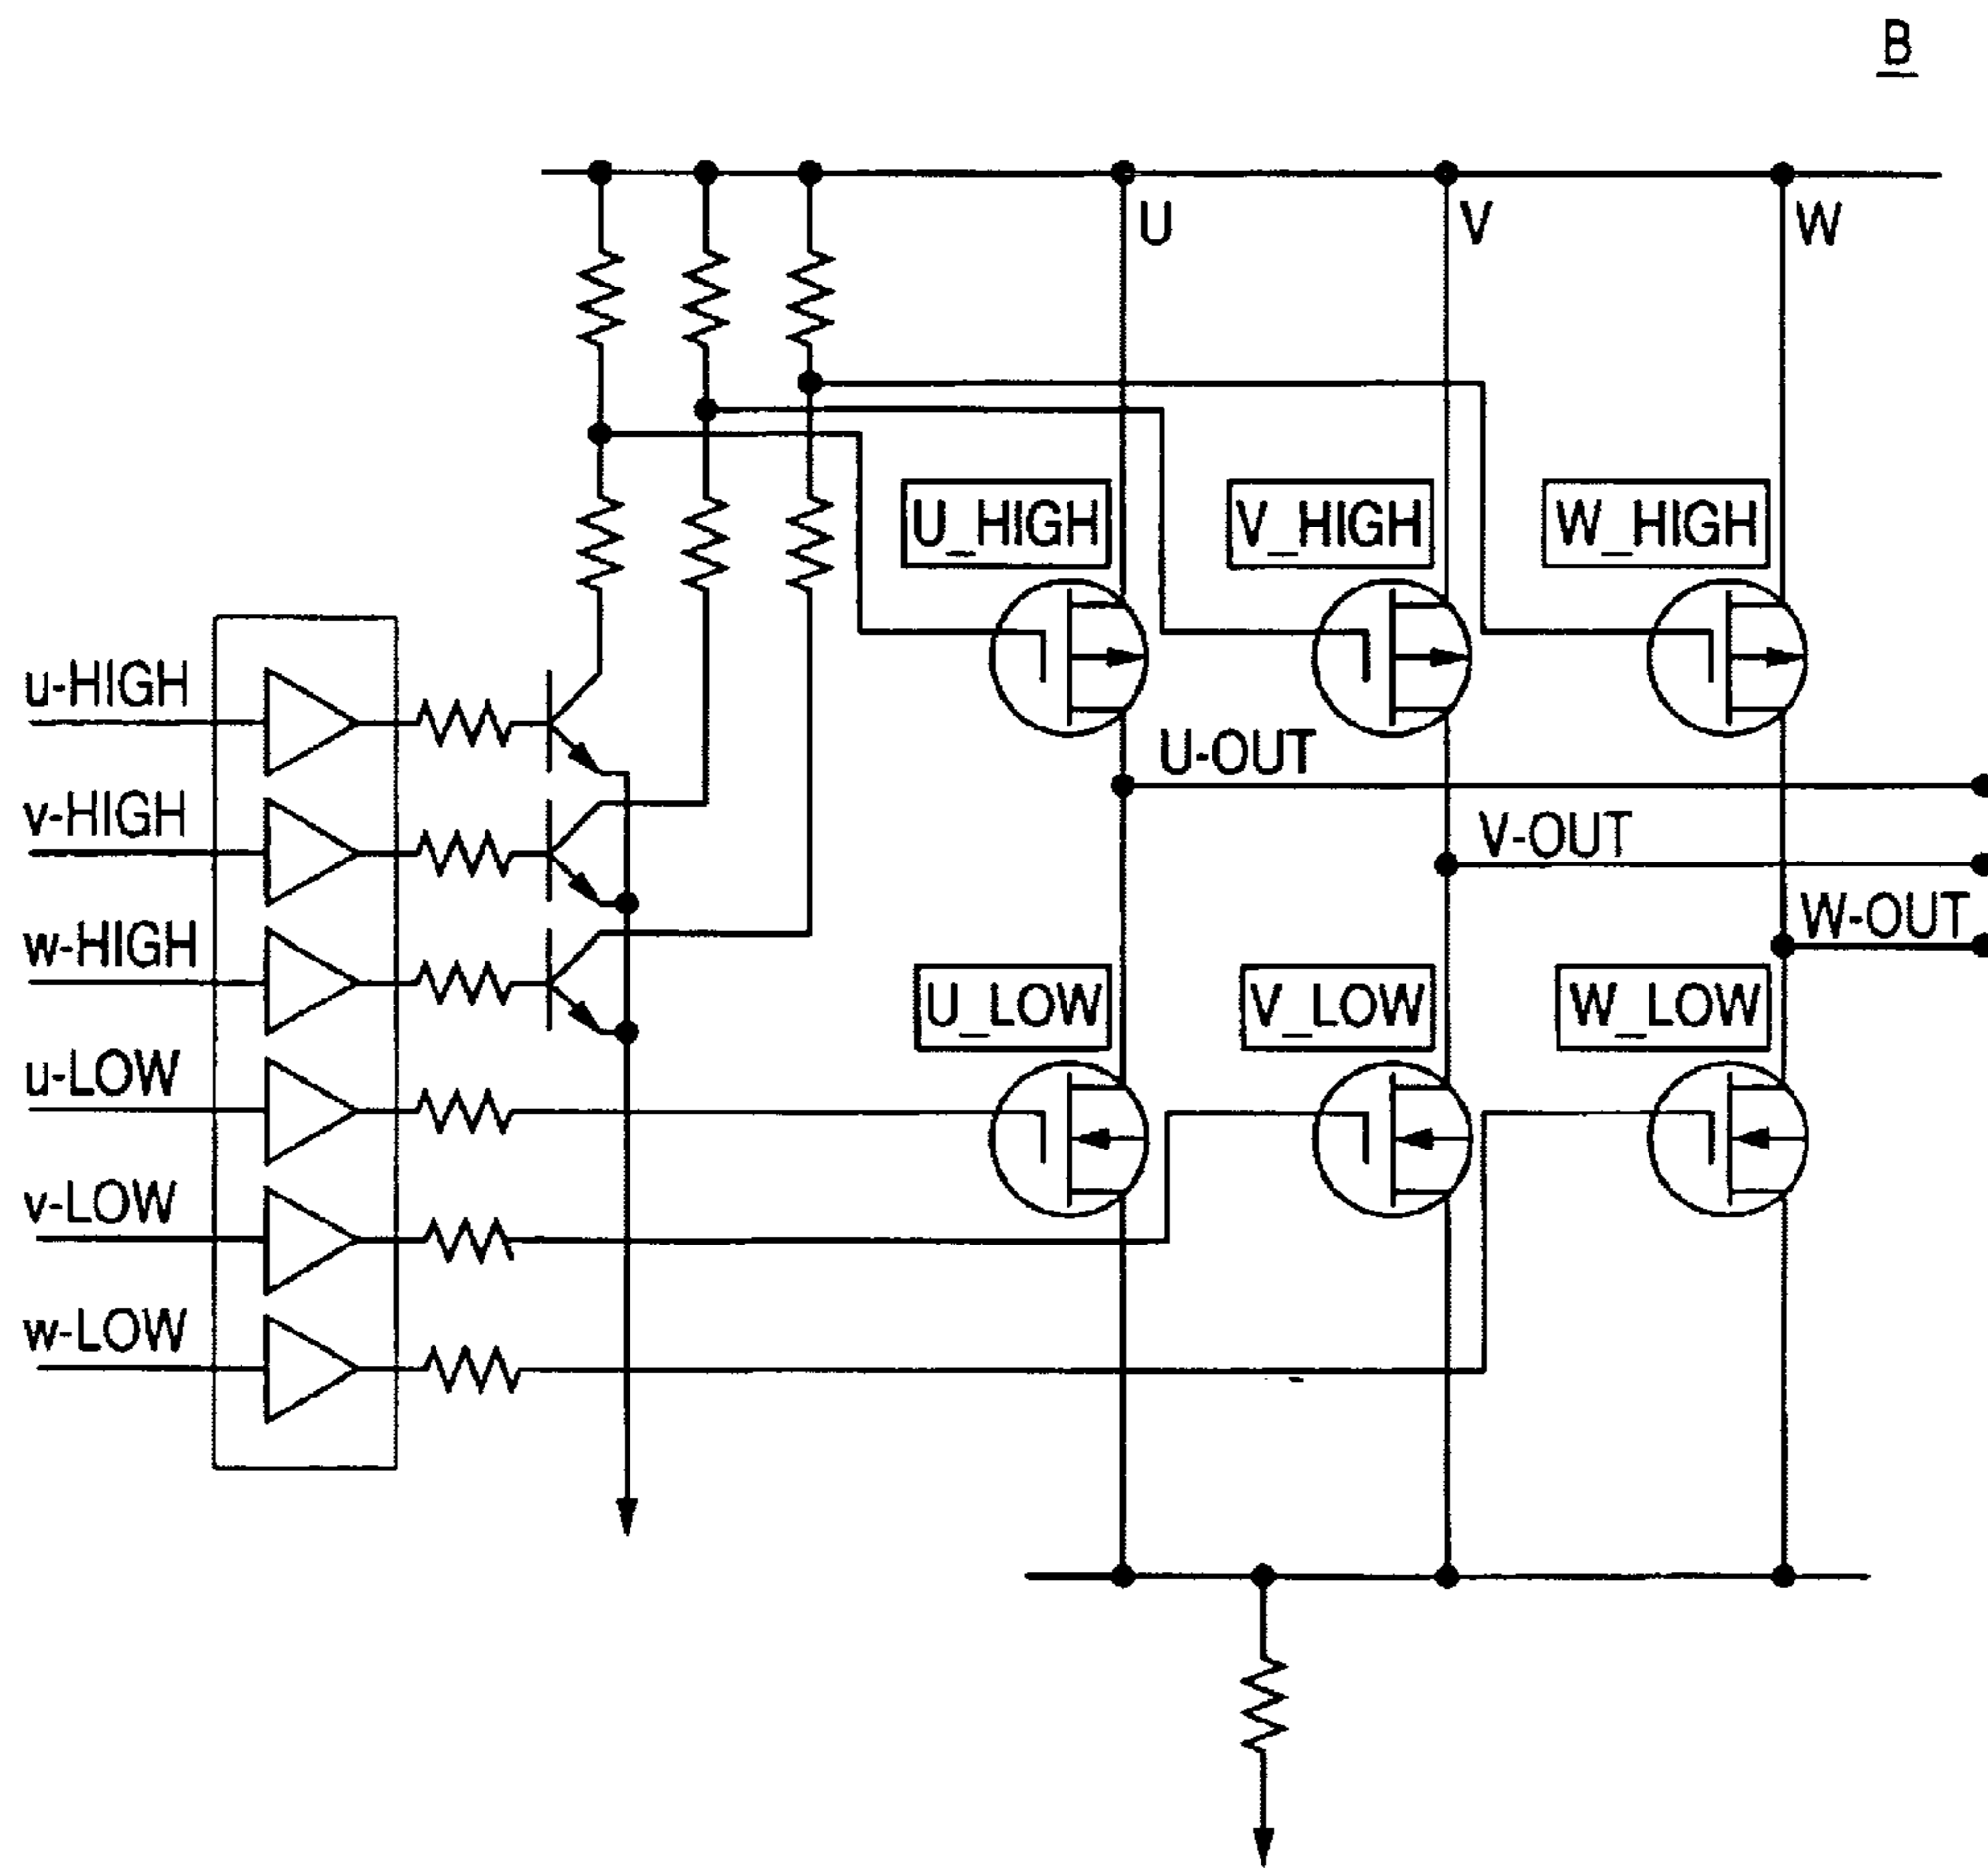 B
U
V
W
U_HIGH
V_HIGH
W_HIGH
u-HIGH
U-OUT
v-HIGH
V-OUT
w-HIGH
W-OUT
U_LOW
V_LOW
W_LOW
u-LOW
v-LOW
w-LOW